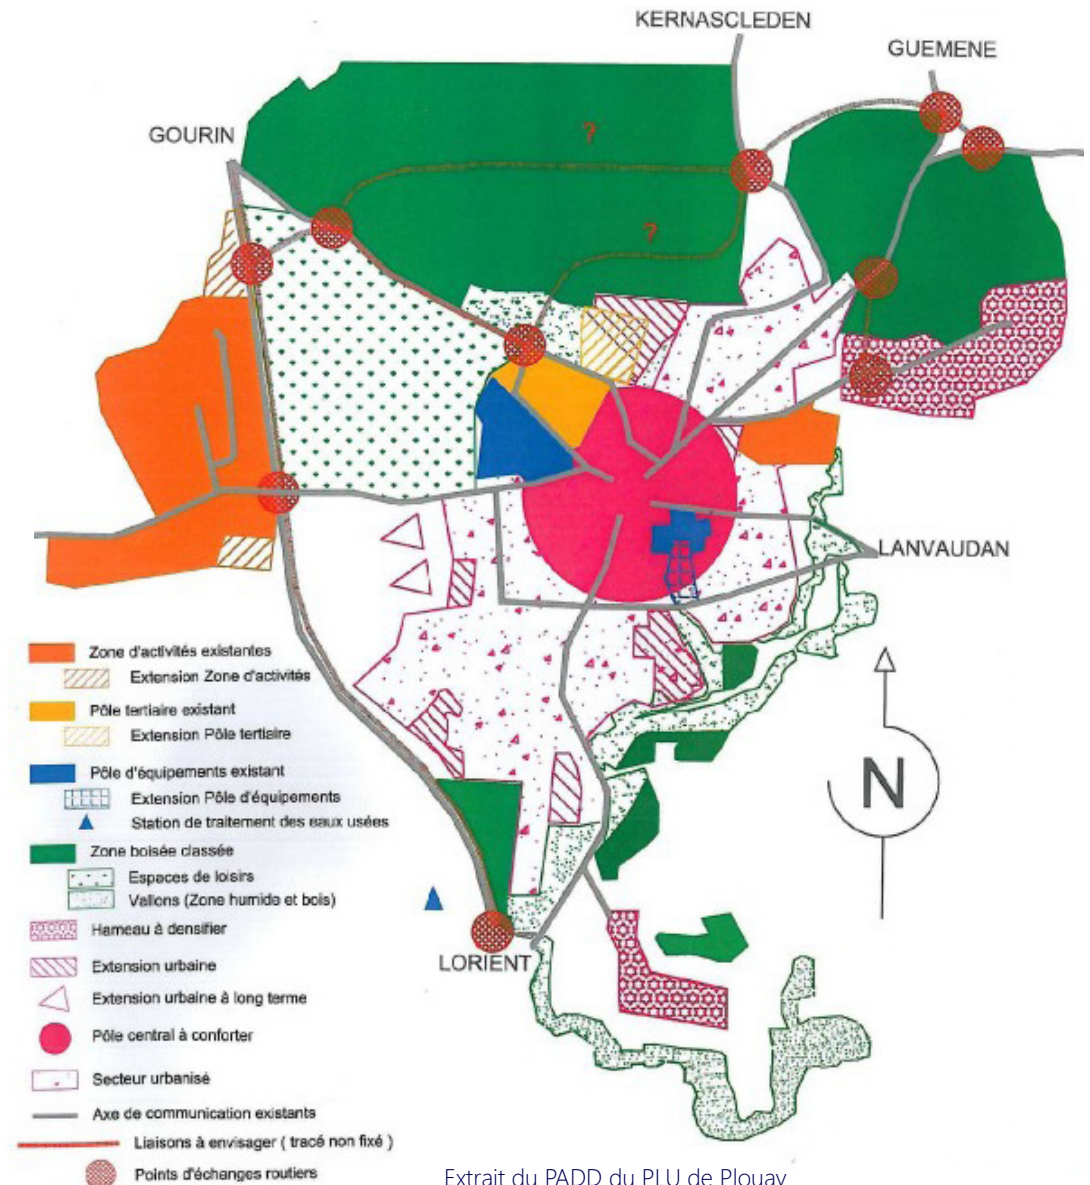 KERNASCLEDEN
GUEMENE
GOURIN
?
?
LANVAUDAN
Zone d'activités existantes
Extension Zone d'activités
Pôle tertiaire existant
Extension Pôle tertiaire
Pôle d'équipements existant
Extension Pôle d'équipements
Station de traitement des eaux usées
Zone boisée classée
Espaces de loisirs
Vallons (Zone humide et bois)
Hameau à densifier
Extension urbaine
Extension urbaine à long terme
Pôle central à conforter
Secteur urbanisé
Axe de communication existants
Liaisons à envisager ( tracé non fixé )
Points d'échanges routiers
N
LORIENT
Extrait du PADD du PLU de Plouay